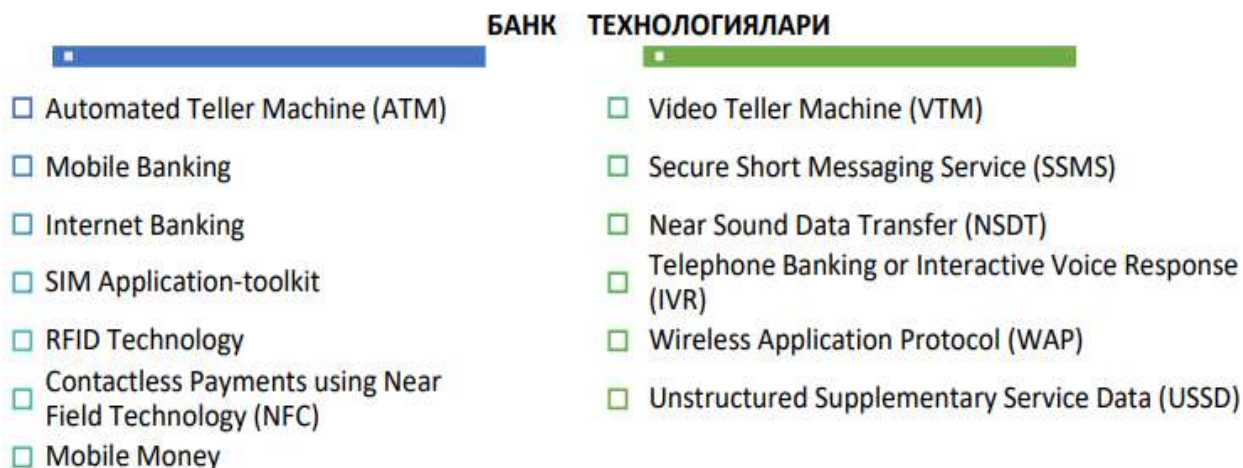 БАНК ТЕХНОЛОГИЯЛАРИ
Automated Teller Machine (ATM)
Mobile Banking
Internet Banking
SIM Application-toolkit
RFID Technology
Contactless Payments using Near
Field Technology (NFC)
Mobile Money
Video Teller Machine (VTM)
Secure Short Messaging Service (SSMS)
Near Sound Data Transfer (NSDT)
Telephone Banking or Interactive Voice Response
(IVR)
Wireless Application Protocol (WAP)
Unstructured Supplementary Service Data (USSD)